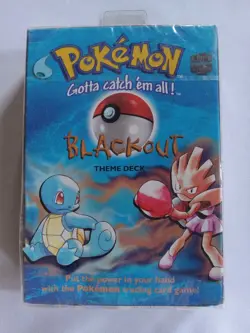 POKéMON
Gotta catch 'em all!™
BLACKOUT
THEME DECK
Put the power in your hand
with the POKéMON trading card game!